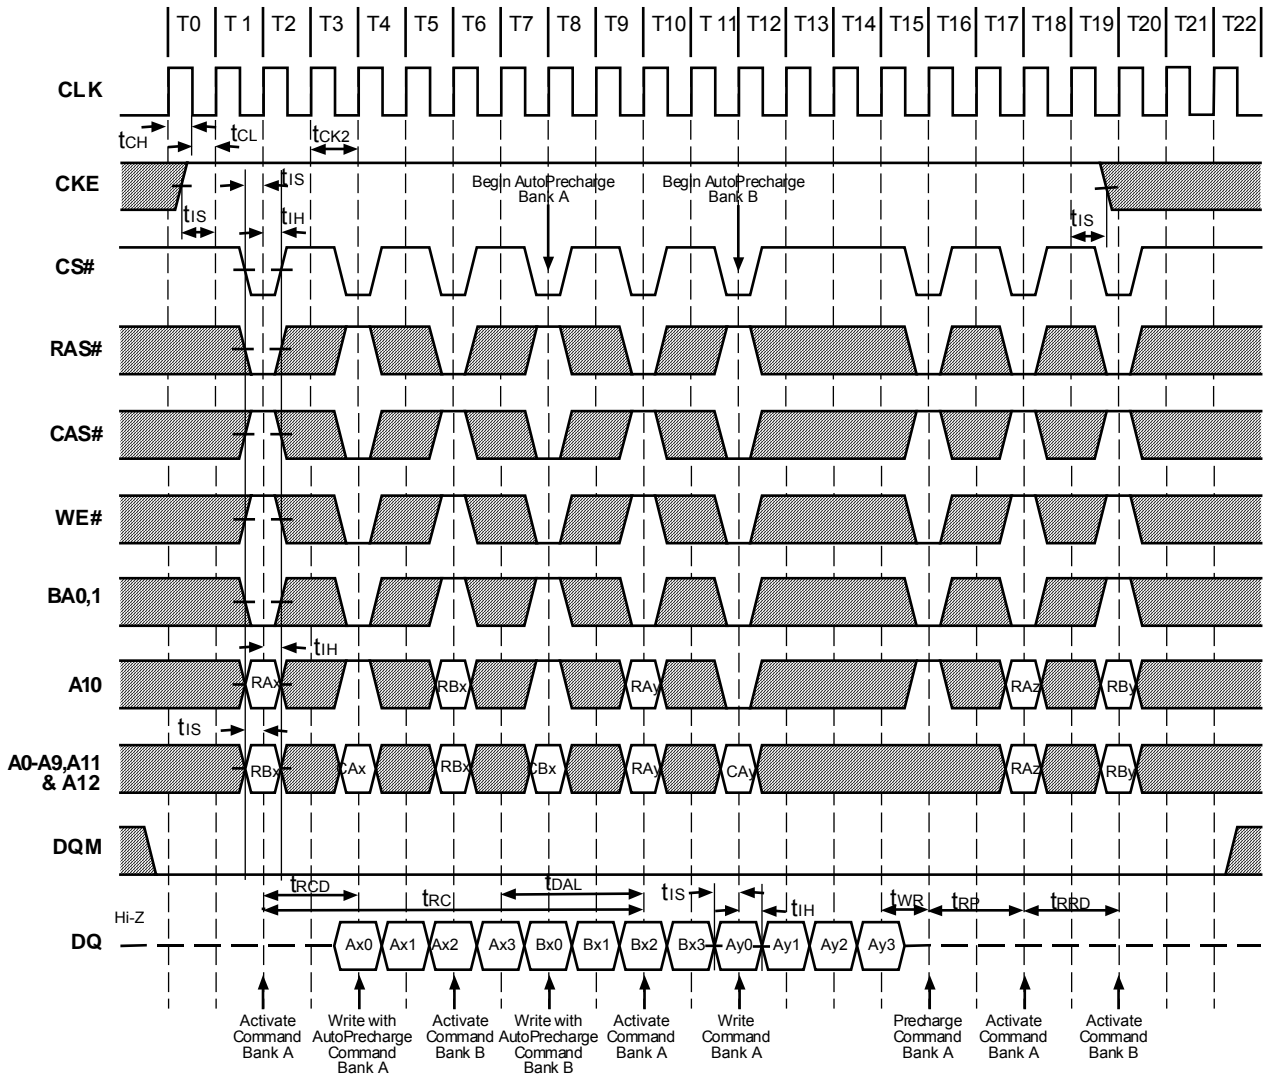 T0 T 1 T2 T3 T4 T5 T6 T7 T8 T9 T10 T 11 T12 T13 T14 T15 T16 T17 T18 T19 T20 T21 T22
CLK
tCH tCL tCK2
CKE
tIS
Begin AutoPrecharge
Bank A
Begin AutoPrecharge
Bank B
tIS tIH tIS
CS#
RAS#
CAS#
WE#
BA0,1
tIH
A10
RAx RBx RAy RAz RBy
tIS
A0-A9,A11
& A12
RBx CAx RBx CBx RAy CAy RAz RBy
DQM
tRCD tDAL tIS
tRC tIH tWR tRP tRRD
Hi-Z
DQ
Ax0 Ax1 Ax2 Ax3 Bx0 Bx1 Bx2 Bx3 Ay0 Ay1 Ay2 Ay3
Activate
Command
Bank A
Write with
AutoPrecharge
Command
Bank A
Activate
Command
Bank B
Write with
AutoPrecharge
Command
Bank B
Activate
Command
Bank A
Write
Command
Bank A
Precharge
Command
Bank A
Activate
Command
Bank A
Activate
Command
Bank B